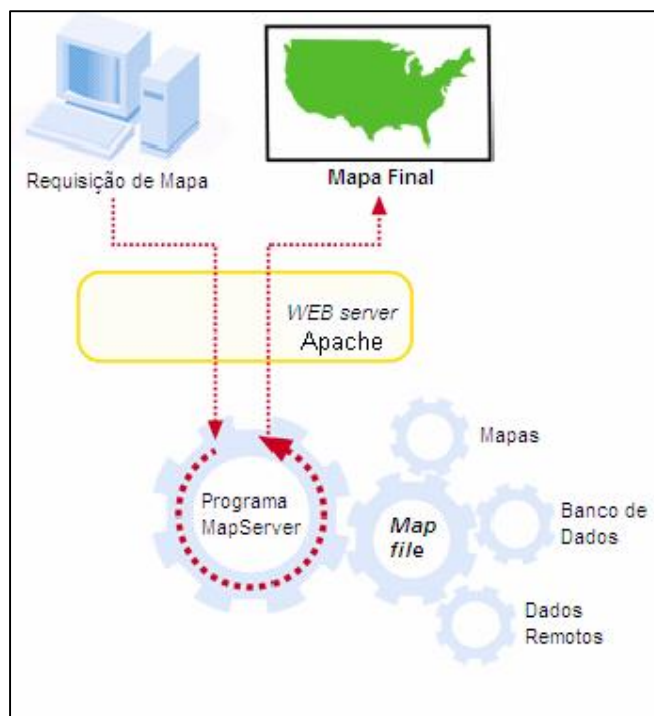 Requisição de Mapa
Mapa Final
WEB server
Apache
Programa
MapServer
Map
file
Mapas
Banco de
Dados
Dados
Remotos